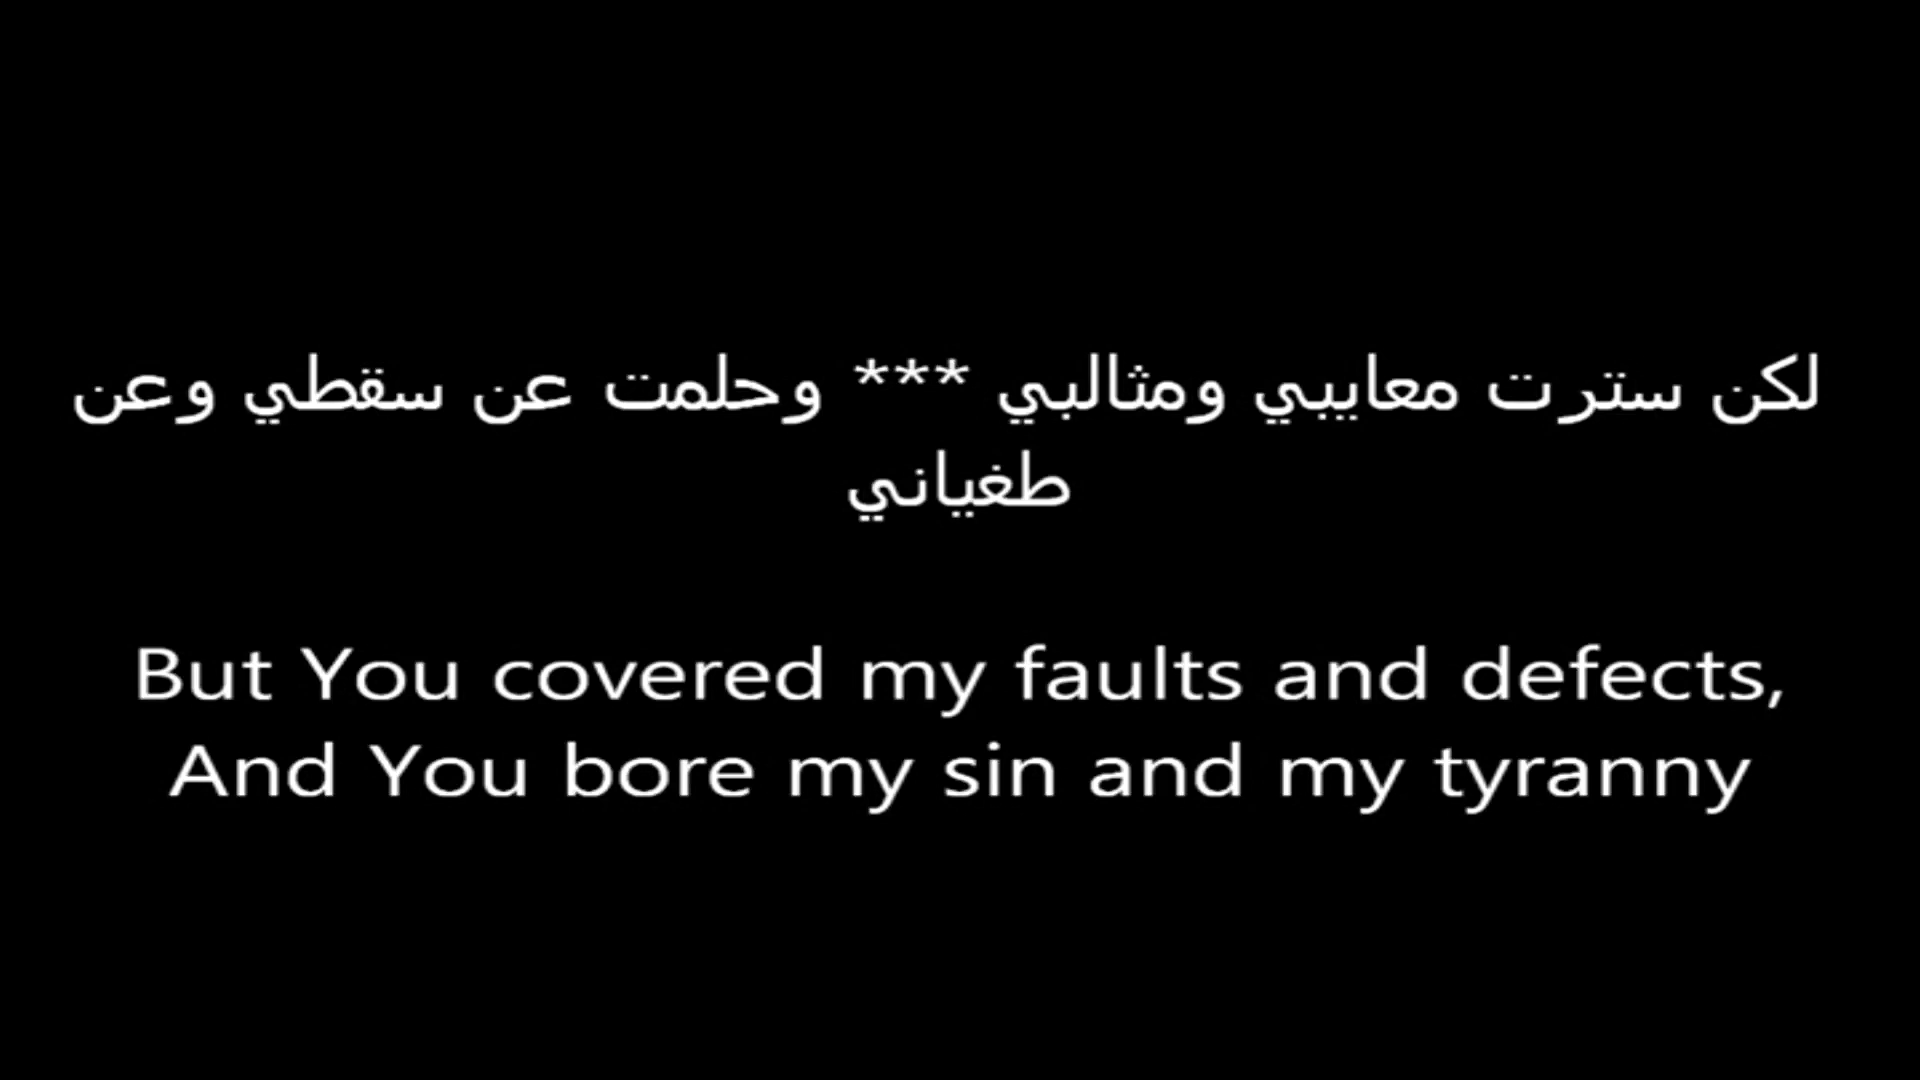 لكن سترت معايبي ومثالبي *** وحلمت عن سقطي وعن
طغياني
But You covered my faults and defects,
And You bore my sin and my tyranny